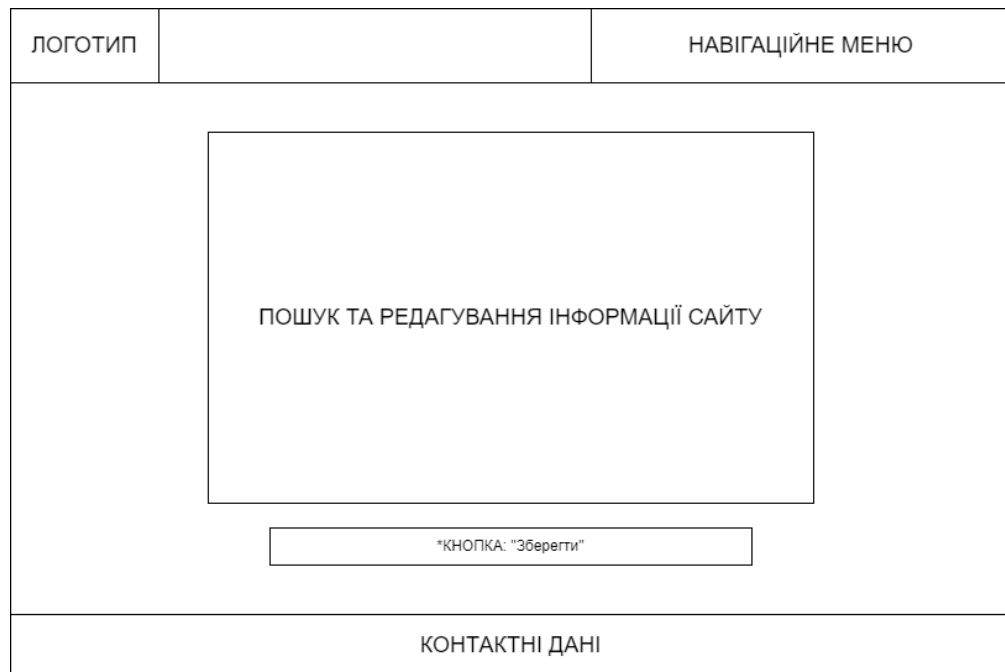 ЛОГОТИП
НАВІГАЦІЙНЕ МЕНЮ
ПОШУК ТА РЕДАГУВАННЯ ІНФОРМАЦІЇ САЙТУ
*КНОПКА: "Зберегти"
КОНТАКТНІ ДАНІ